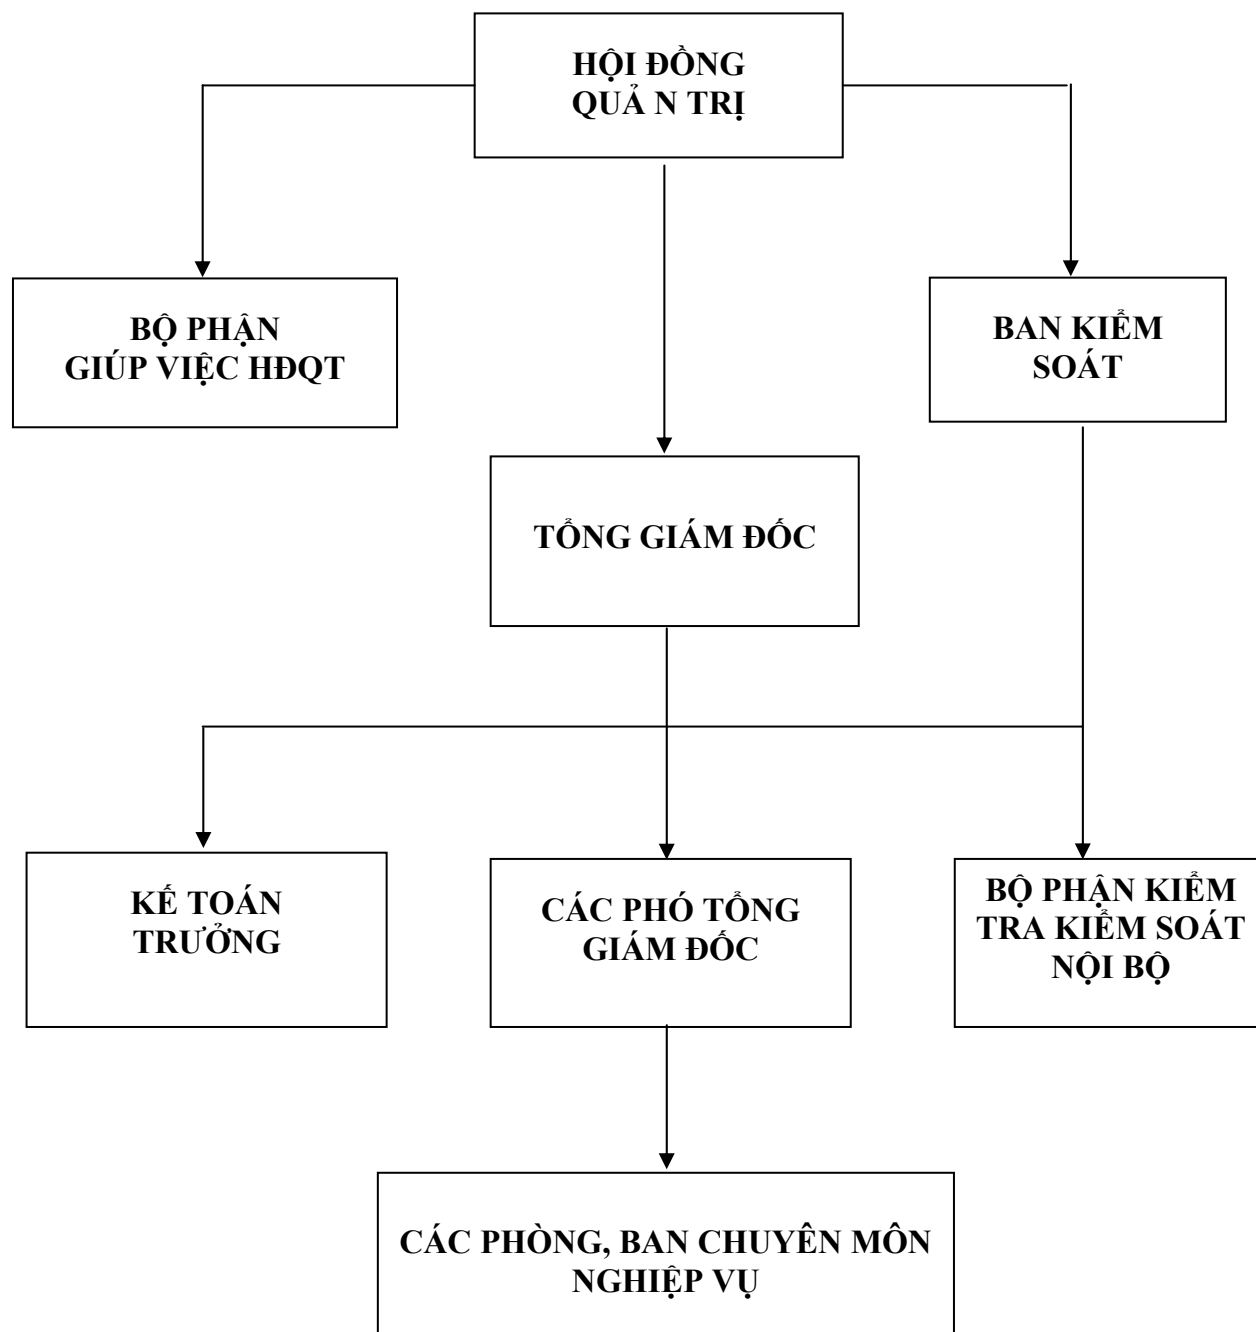 HỘI ĐỒNG
QUẢ N TRỊ
BỘ PHẬN
GIÚP VIỆC HĐQT
BAN KIỂM
SOÁT
TỔNG GIÁM ĐỐC
KẾ TOÁN
TRƯỞNG
CÁC PHÓ TỔNG
GIÁM ĐỐC
BỘ PHẬN KIỂM
TRA KIỂM SOÁT
NỘI BỘ
CÁC PHÒNG, BAN CHUYÊN MÔN
NGHIỆP VỤ